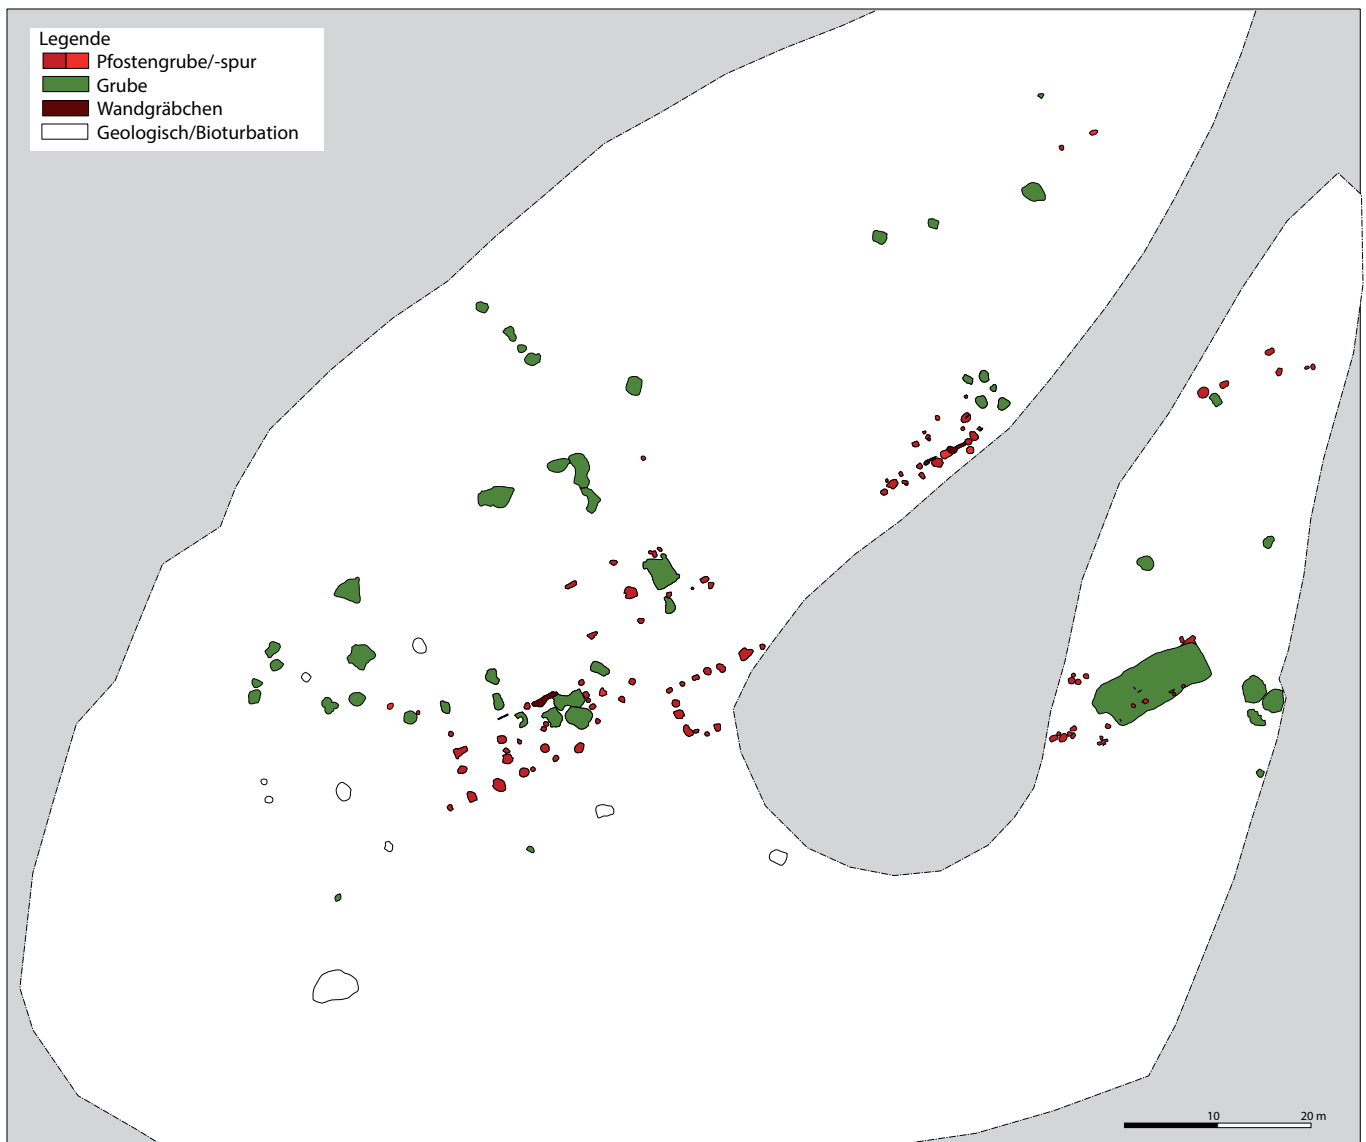 Legende
Pfostengrube/-spur
Grube
Wandgräbchen
Geologisch/Bioturbation
10 20 m